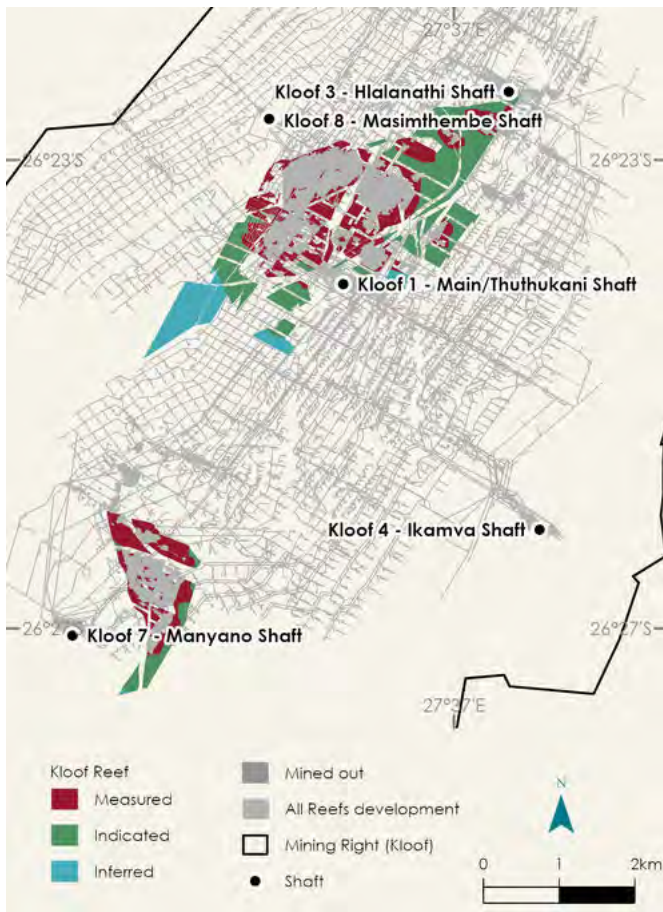 27°37'E
Kloof 3 - Hlalanathi Shaft
Kloof 8 - Masimthembe Shaft
26°23'S
26°23'S
Kloof 1 - Main/Thuthukani Shaft
Kloof 4 - Ikamva Shaft
26°27'S
Kloof 7 - Manyano Shaft
27°37'E
Kloof Reef
Measured
Indicated
Inferred
Mined out
All Reefs development
Mining Right (Kloof)
Shaft
N
0 1 2km